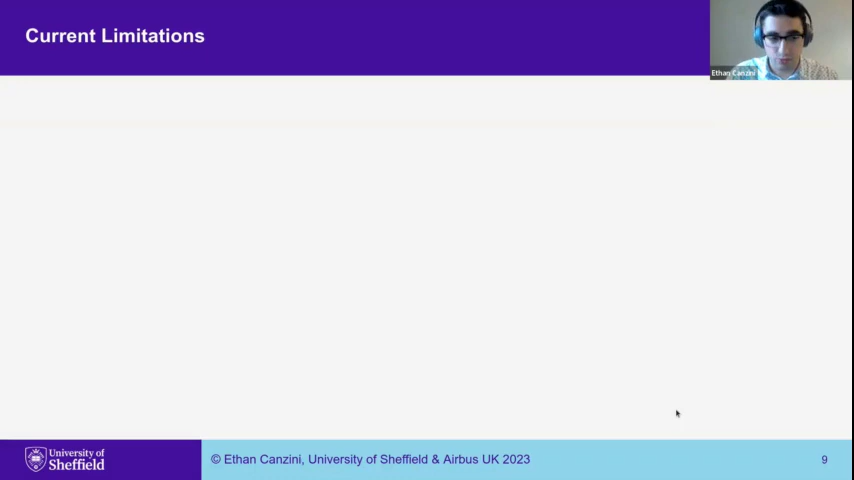 Current Limitations
Ethan Canzini
University of
Sheffield
© Ethan Canzini, University of Sheffield & Airbus UK 2023
9